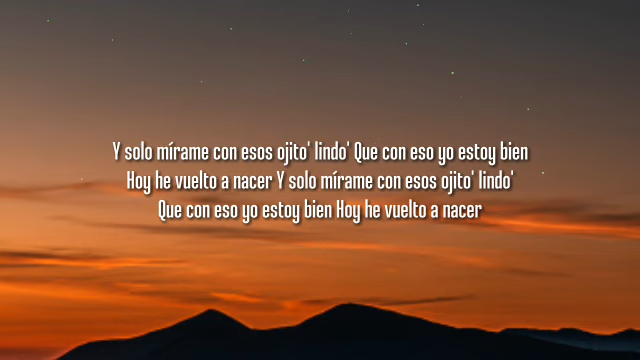 Y solo mírame con esos ojito' lindo' Que con eso yo estoy bien
Hoy he vuelto a nacer Y solo mírame con esos ojito' lindo'
Que con eso yo estoy bien Hoy he vuelto a nacer